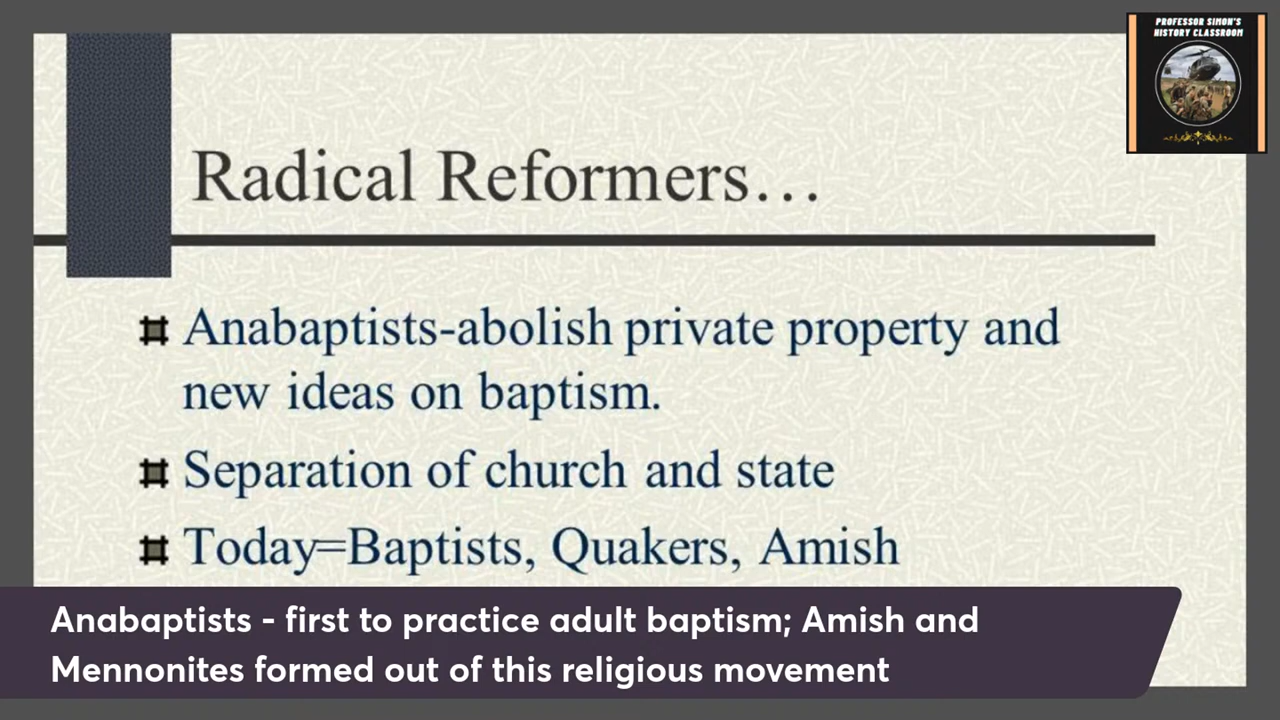 PROFESSOR SIMON'S
HISTORY CLASSROOM
Radical Reformers...
Anabaptists-abolish private property and
new ideas on baptism.
Separation of church and state
Today=Baptists, Quakers, Amish
Anabaptists - first to practice adult baptism; Amish and
Mennonites formed out of this religious movement